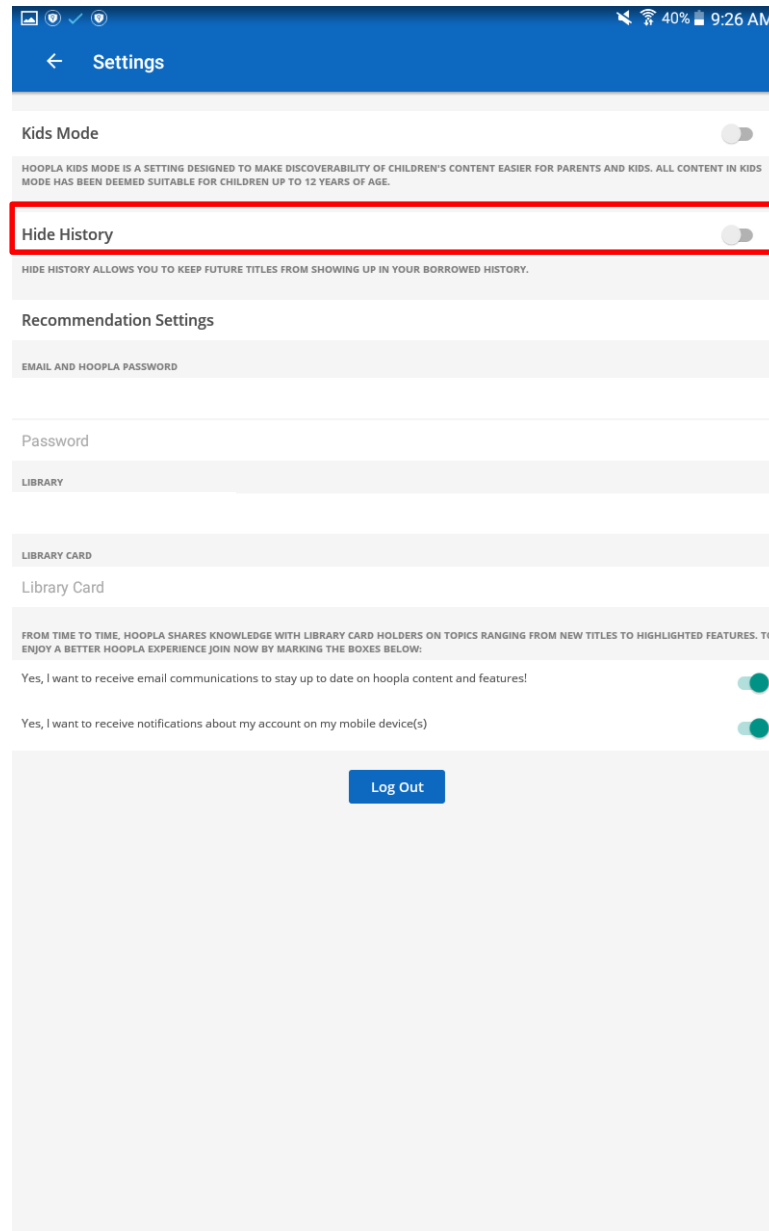 40% 9:26 AM
Settings
Kids Mode
HOOPLA KIDS MODE IS A SETTING DESIGNED TO MAKE DISCOVERABILITY OF CHILDREN'S CONTENT EASIER FOR PARENTS AND KIDS. ALL CONTENT IN KIDS
MODE HAS BEEN DEEMED SUITABLE FOR CHILDREN UP TO 12 YEARS OF AGE.
Hide History
HIDE HISTORY ALLOWS YOU TO KEEP FUTURE TITLES FROM SHOWING UP IN YOUR BORROWED HISTORY.
Recommendation Settings
EMAIL AND HOOPLA PASSWORD
Password
LIBRARY
LIBRARY CARD
Library Card
FROM TIME TO TIME, HOOPLA SHARES KNOWLEDGE WITH LIBRARY CARD HOLDERS ON TOPICS RANGING FROM NEW TITLES TO HIGHLIGHTED FEATURES. TO
ENJOY A BETTER HOOPLA EXPERIENCE JOIN NOW BY MARKING THE BOXES BELOW:
Yes, I want to receive email communications to stay up to date on hoopla content and features!
Yes, I want to receive notifications about my account on my mobile device(s)
Log Out